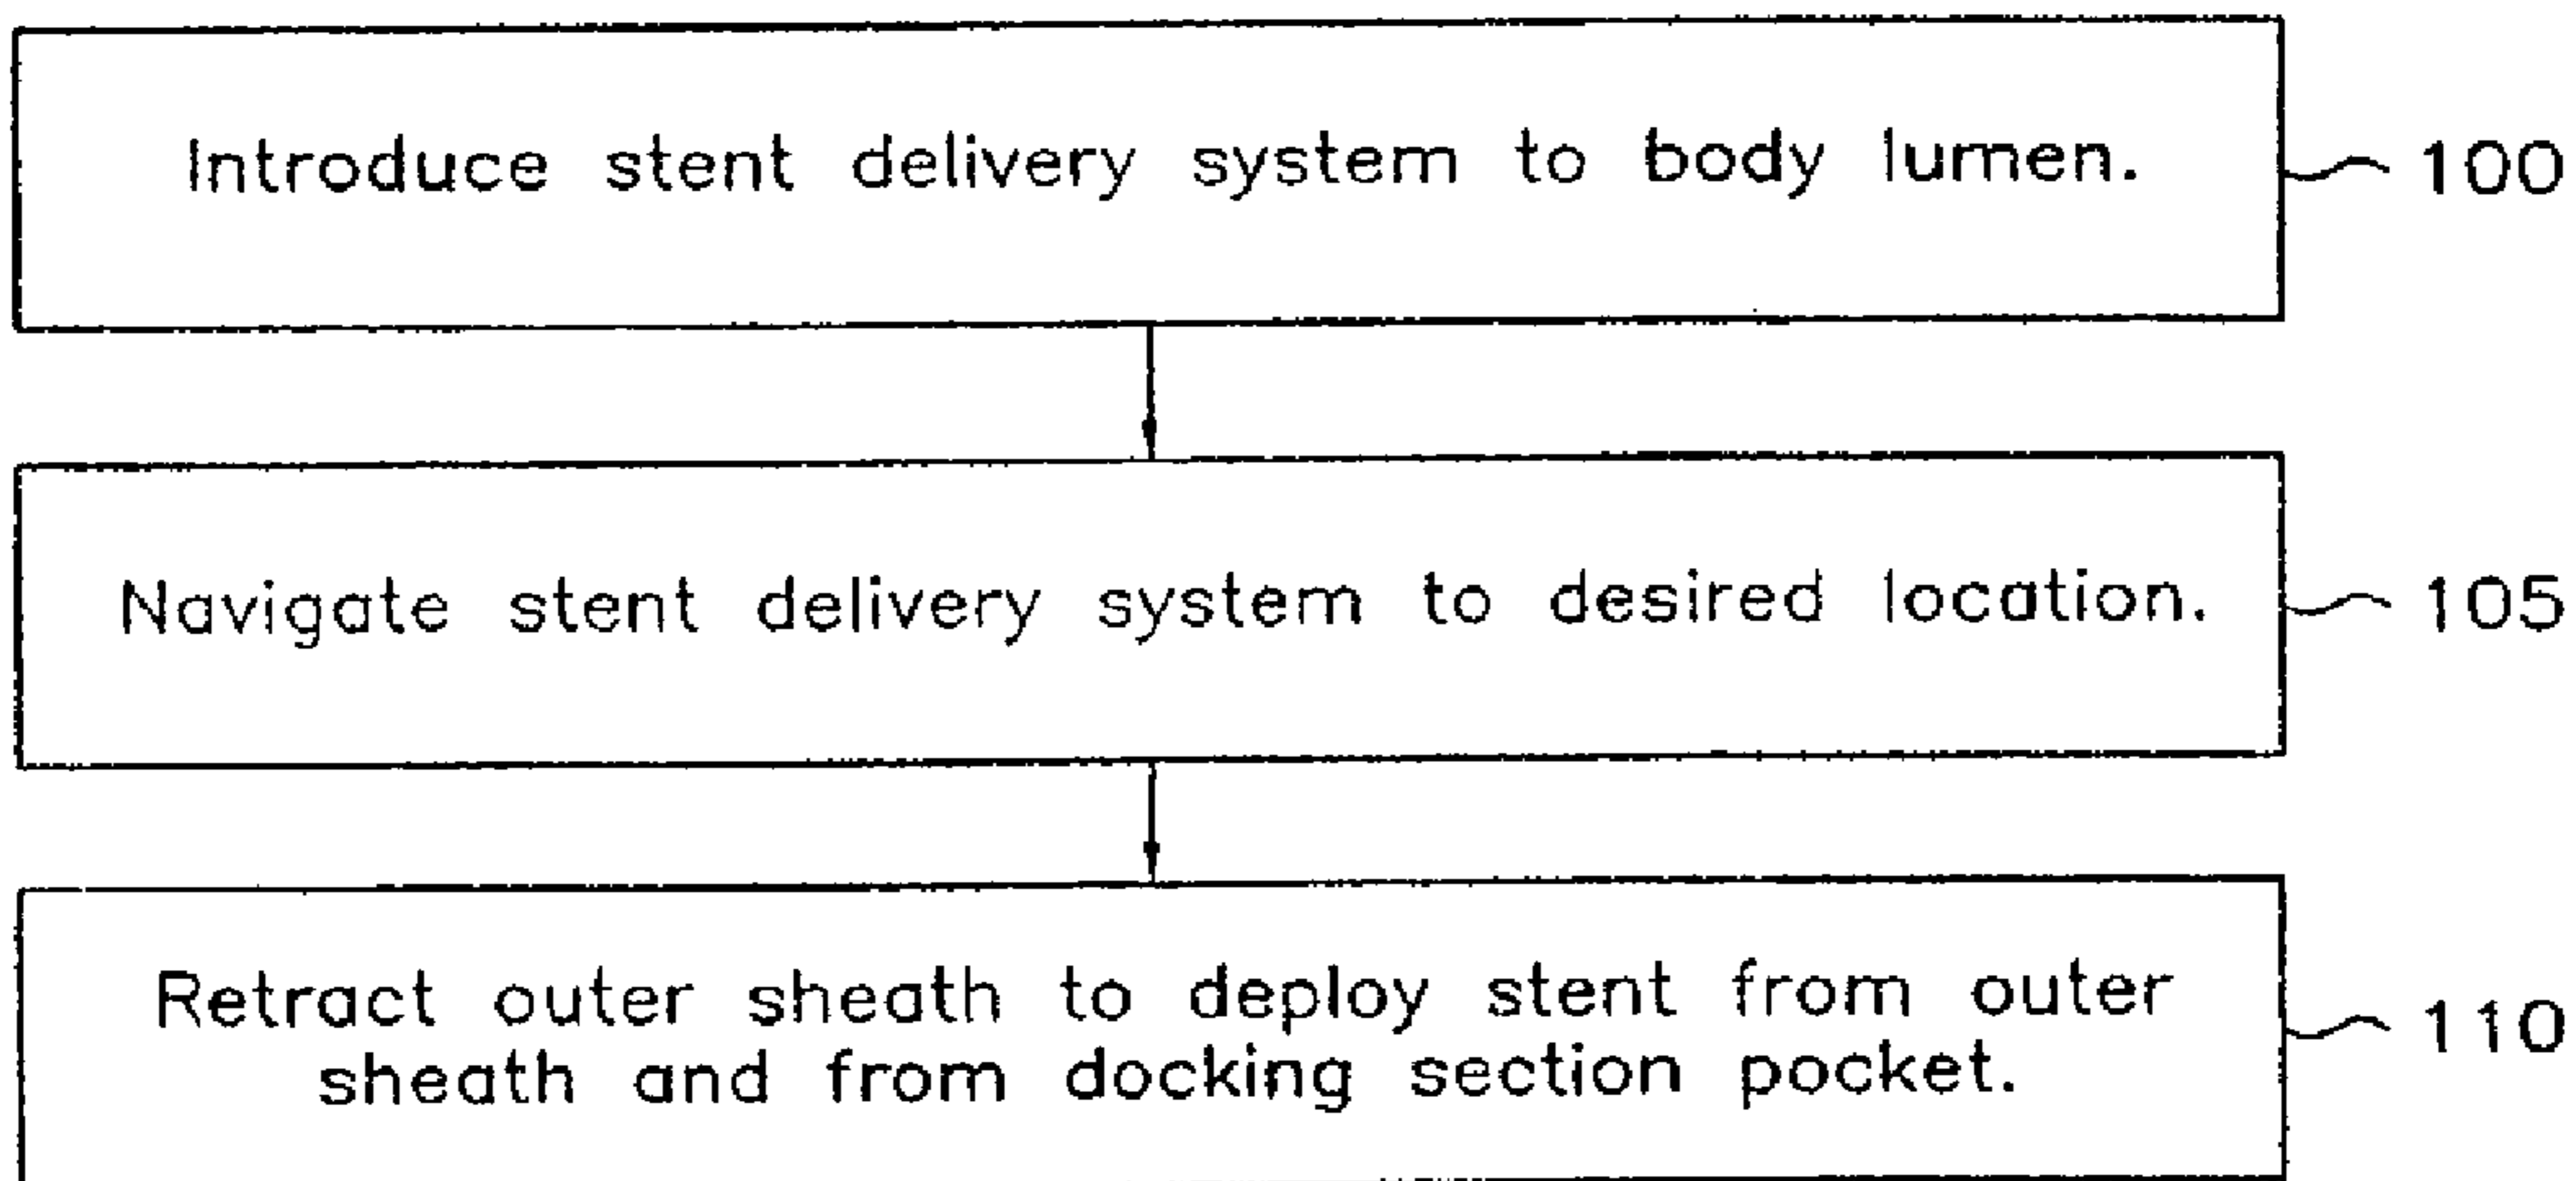 Introduce stent delivery system to body lumen.
100
Navigate stent delivery system to desired location.
105
Retract outer sheath to deploy stent from outer
sheath and from docking section pocket.
110